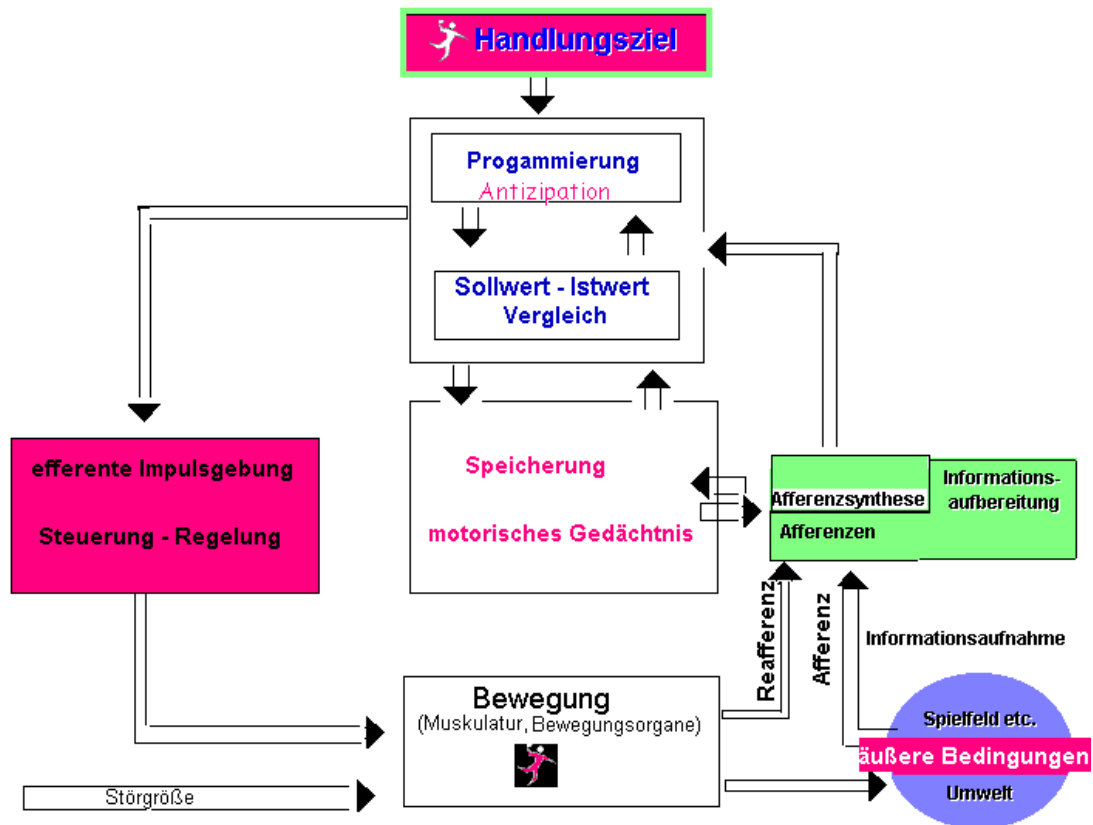 Handlungsziel
Progammierung
Antizipation
Sollwert - Istwert
Vergleich
efferente Impulsgebung
Steuerung - Regelung
Speicherung
motorisches Gedächtnis
Afferenzsynthese
Afferenzen
Informations-
aufbereitung
Reafferenz
Afferenz
Informationsaufnahme
Bewegung
(Muskulatur, Bewegungsorgane)
Störgröße
Spielfeld etc.
äußere Bedingungen
Umwelt